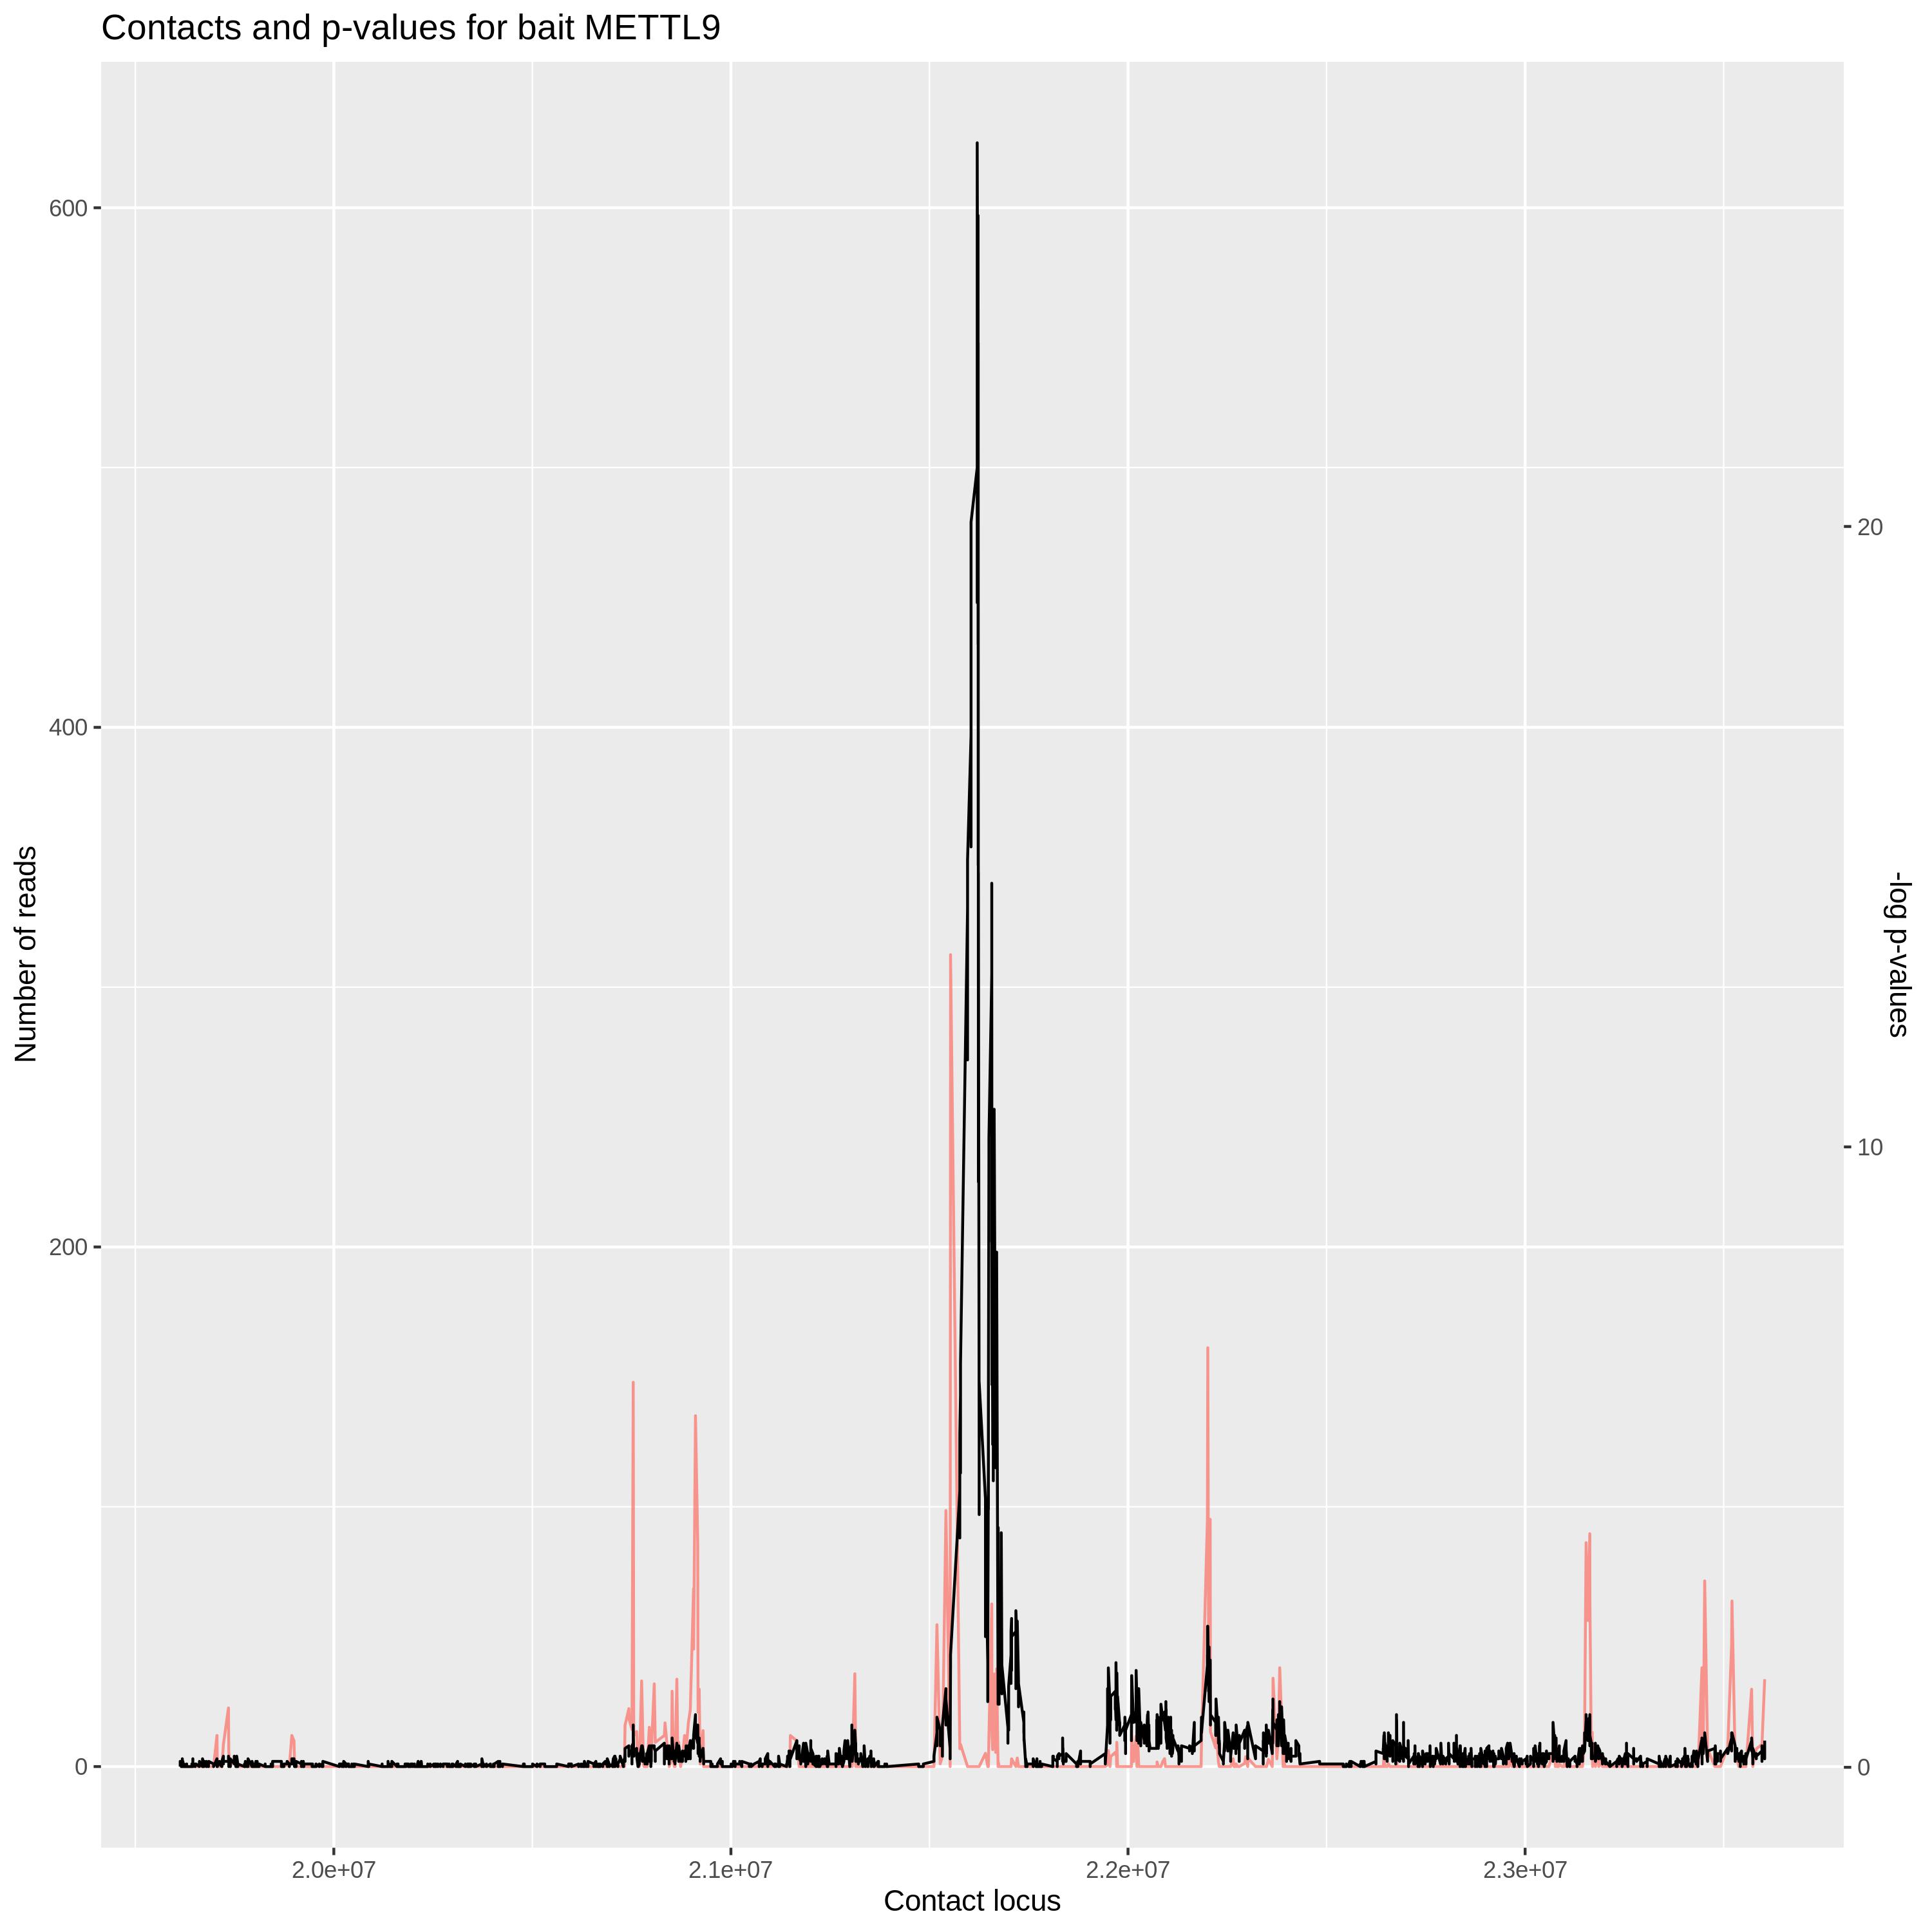 Contacts and p-values for bait METTL9
600
400
200
0
Number of reads
20
10
0
-log p-values
2.0e+07
2.1e+07
2.2e+07
2.3e+07
Contact locus